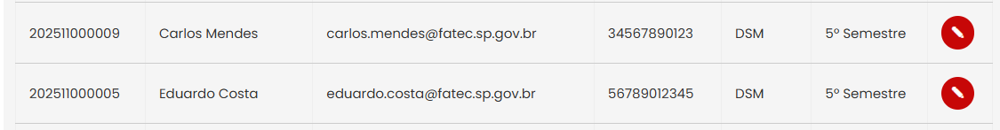 202511000009 Carlos Mendes carlos.mendes@fatec.sp.gov.br 34567890123 DSM 5º Semestre
202511000005 Eduardo Costa eduardo.costa@fatec.sp.gov.br 56789012345 DSM 5º Semestre